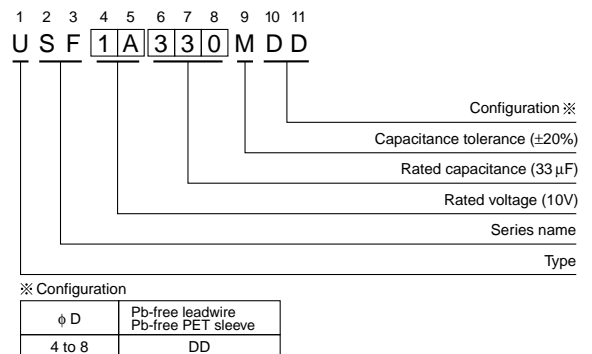 1 2 3 4 5 6 7 8 9 10 11
U S F 1 A 3 3 0 M D D
Configuration ※
Capacitance tolerance (±20%)
Rated capacitance (33 µF)
Rated voltage (10V)
Series name
Type
※ Configuration
ϕ D
Pb-free leadwire
Pb-free PET sleeve
4 to 8
DD